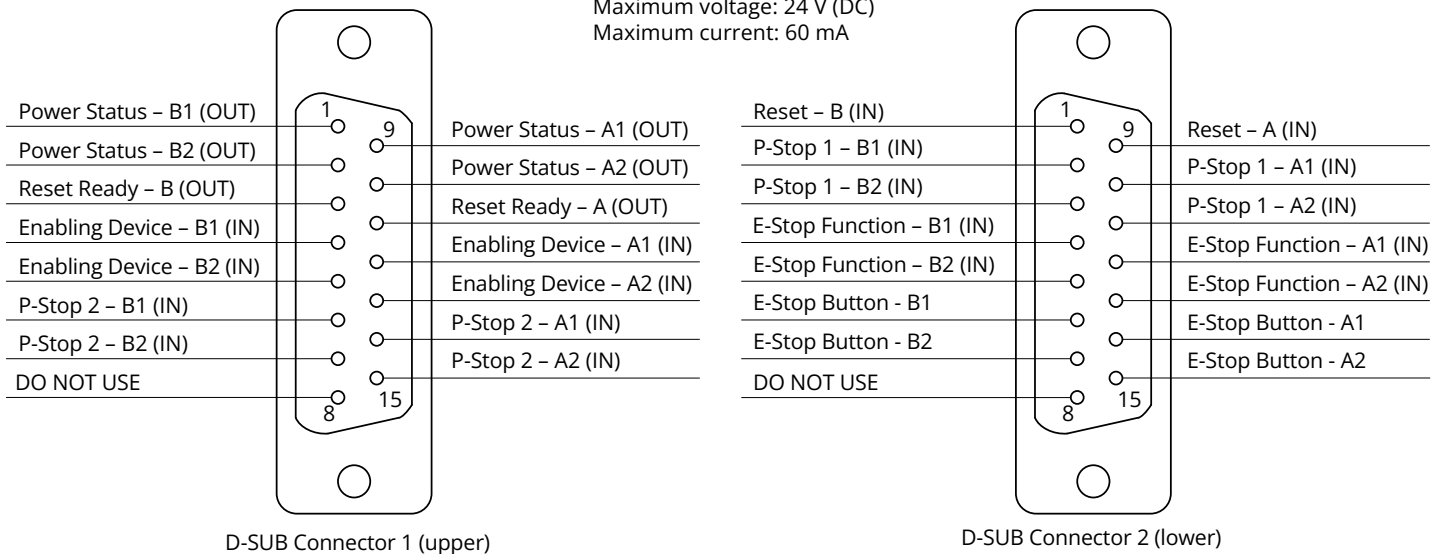 Maximum voltage: 24 V (DC)
Maximum current: 60 mA
Power Status – B1 (OUT)
Power Status – B2 (OUT)
Reset Ready – B (OUT)
Enabling Device – B1 (IN)
Enabling Device – B2 (IN)
P-Stop 2 – B1 (IN)
P-Stop 2 – B2 (IN)
DO NOT USE
1
9
8
15
Power Status – A1 (OUT)
Power Status – A2 (OUT)
Reset Ready – A (OUT)
Enabling Device – A1 (IN)
Enabling Device – A2 (IN)
P-Stop 2 – A1 (IN)
P-Stop 2 – A2 (IN)
D-SUB Connector 1 (upper)
Reset – B (IN)
P-Stop 1 – B1 (IN)
P-Stop 1 – B2 (IN)
E-Stop Function – B1 (IN)
E-Stop Function – B2 (IN)
E-Stop Button - B1
E-Stop Button - B2
DO NOT USE
1
9
8
15
Reset – A (IN)
P-Stop 1 – A1 (IN)
P-Stop 1 – A2 (IN)
E-Stop Function – A1 (IN)
E-Stop Function – A2 (IN)
E-Stop Button - A1
E-Stop Button - A2
D-SUB Connector 2 (lower)